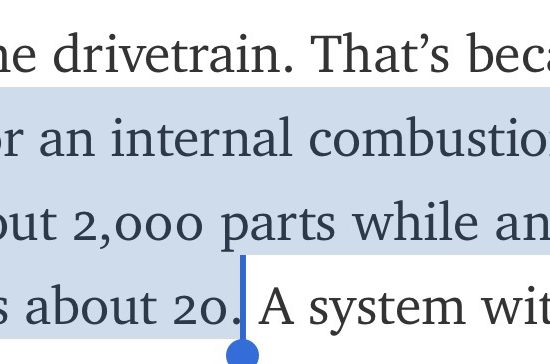 ne drivetrain. That’s beca
or an internal combustio
out 2,000 parts while an
s about 20. A system wit